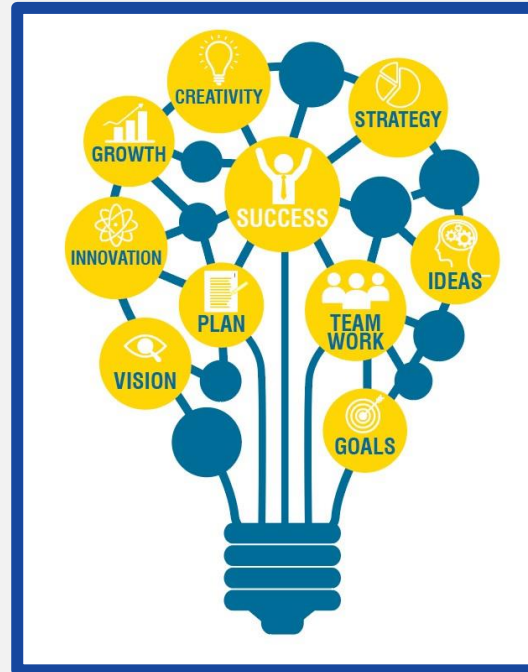 CREATIVITY
STRATEGY
GROWTH
SUCCESS
INNOVATION
IDEAS
PLAN
TEAM
WORK
VISION
GOALS